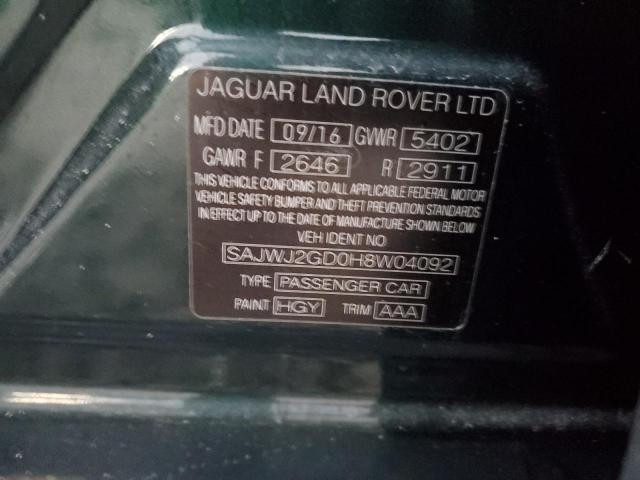 JAGUAR LAND ROVER LTD
MFD DATE 09/16 GVWR 5402
GAWR F 2646 R 2911
THIS VEHICLE CONFORMS TO ALL APPLICABLE FEDERAL MOTOR
VEHICLE SAFETY BUMPER AND THEFT PREVENTION STANDARDS
IN EFFECT UP TO THE DATE OF MANUFACTURE SHOWN BELOW
VEH IDENT NO
SAJWJ2GD0H8W04092
TYPE PASSENGER CAR
PAINT HGY TRIM AAA